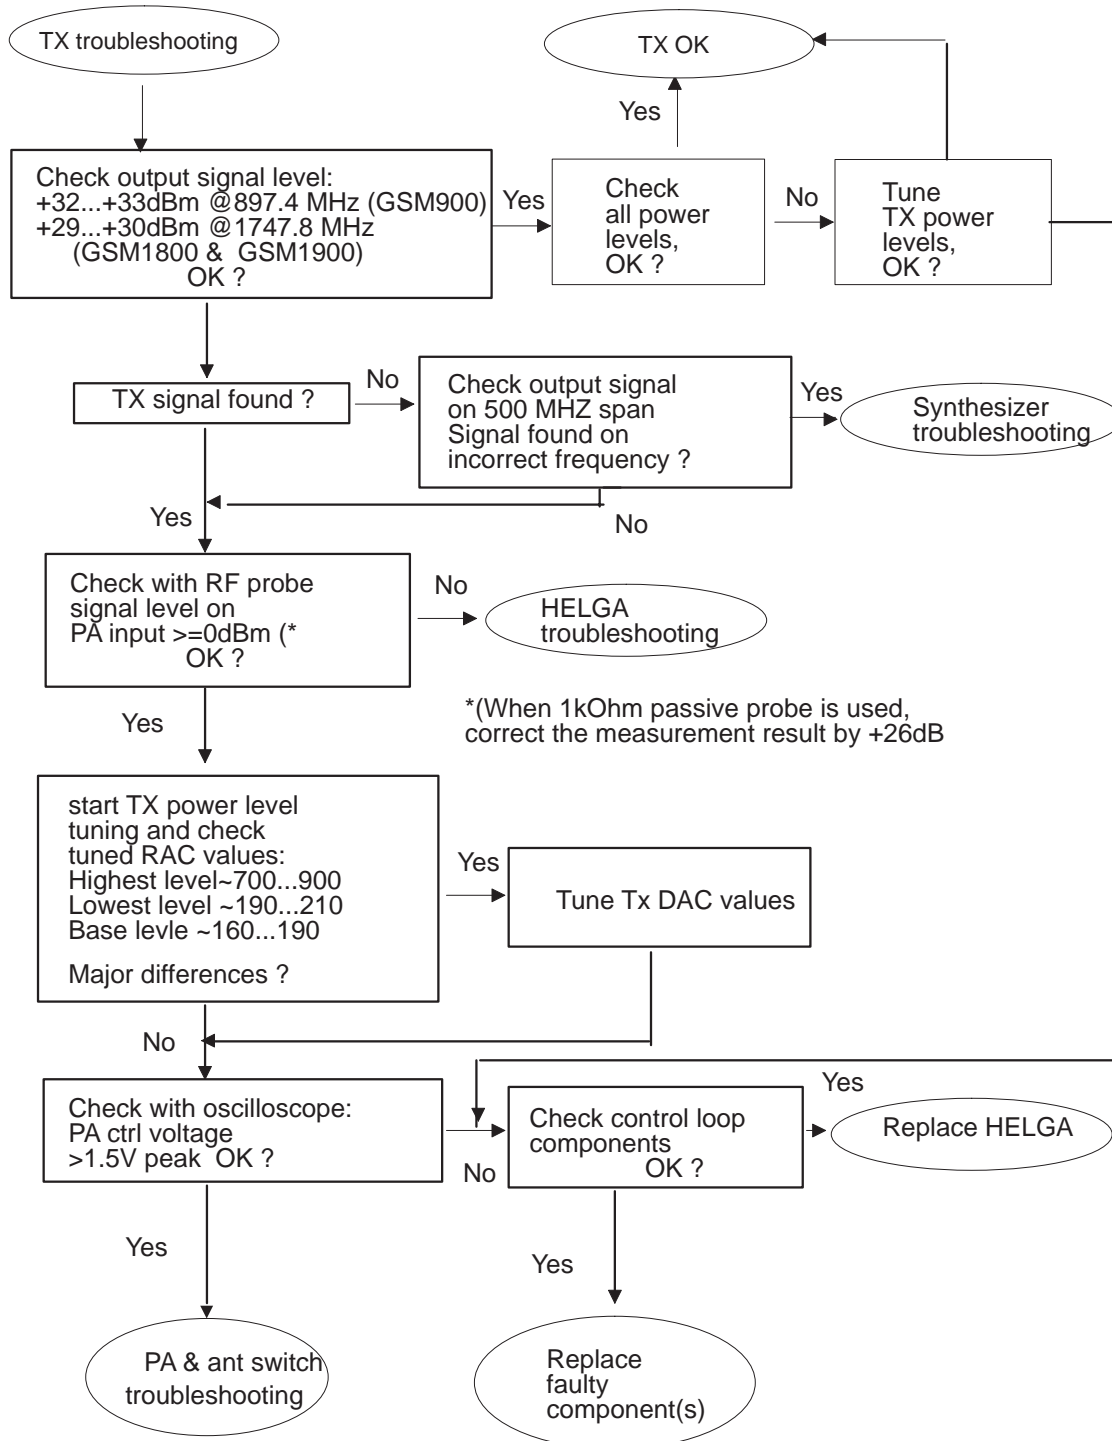 TX troubleshooting
TX OK
Yes
Check output signal level:
+32...+33dBm @897.4 MHz (GSM900)
+29...+30dBm @1747.8 MHz
(GSM1800 & GSM1900)
OK ?
Yes
Check
all power
levels,
OK ?
No
Tune
TX power
levels,
OK ?
TX signal found ?
No
Check output signal
on 500 MHZ span
Signal found on
incorrect frequency ?
Yes
Synthesizer
troubleshooting
Yes
No
Check with RF probe
signal level on
PA input >=0dBm (*
OK ?
No
HELGA
troubleshooting
Yes
*(When 1kOhm passive probe is used,
correct the measurement result by +26dB
start TX power level
tuning and check
tuned RAC values:
Highest level~700...900
Lowest level ~190...210
Base levle ~160...190
Major differences ?
Yes
Tune Tx DAC values
No
Check with oscilloscope:
PA ctrl voltage
>1.5V peak OK ?
No
Check control loop
components
OK ?
Yes
Replace HELGA
Yes
Yes
PA & ant switch
troubleshooting
Replace
faulty
component(s)